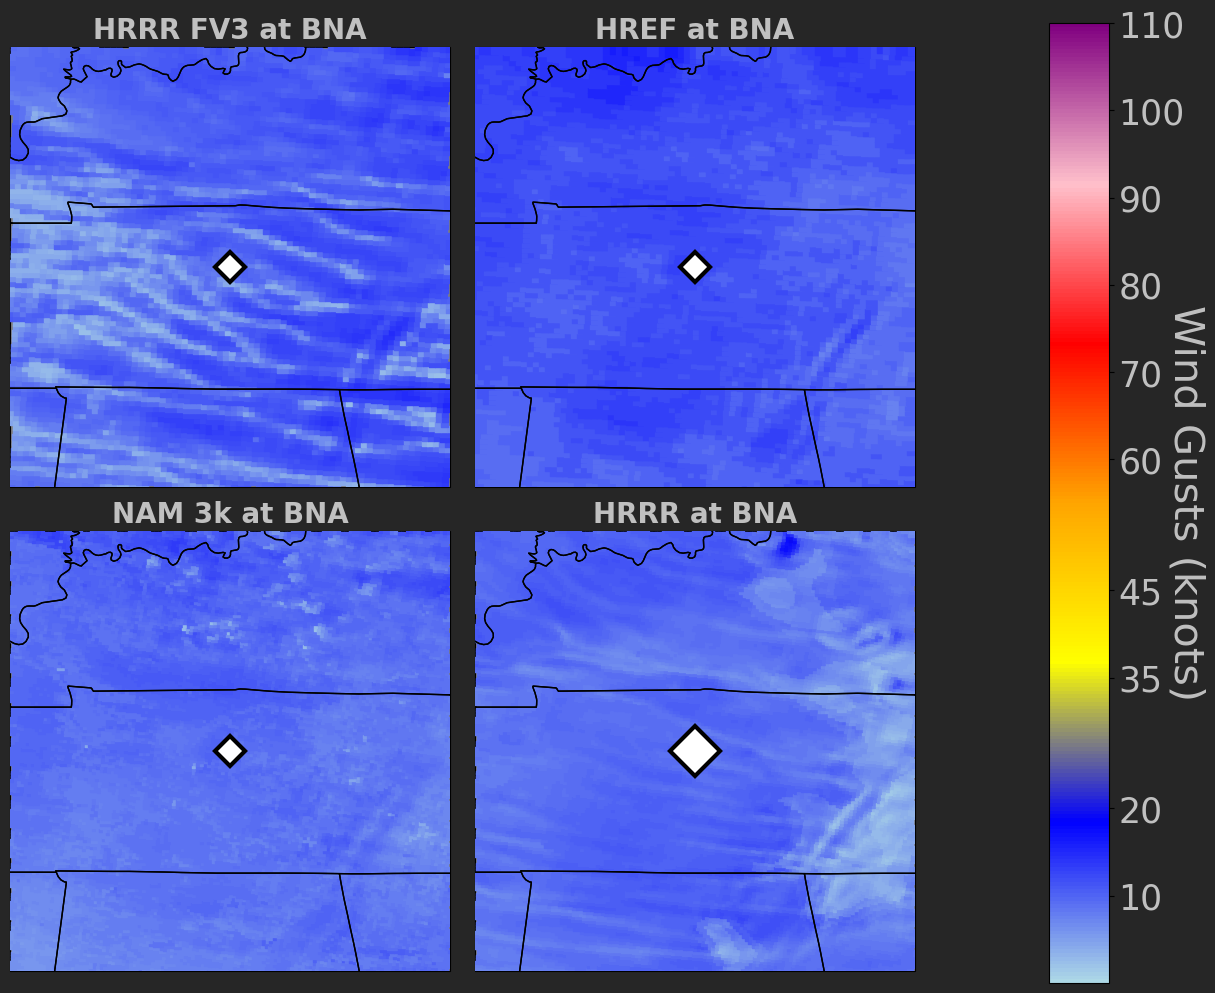 HRRR FV3 at BNA
HREF at BNA
NAM 3k at BNA
HRRR at BNA
110
100
90
80
70
60
45
35
20
10
Wind Gusts (knots)